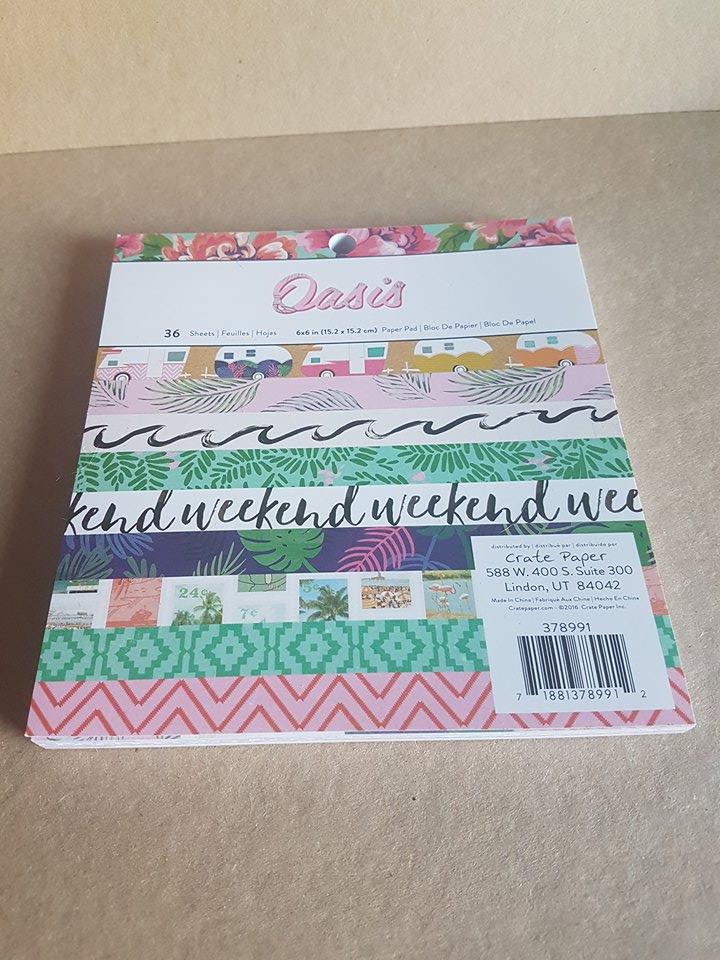 Oasis
36 Sheets | Feuilles | Hojas 6x6 in (15.2 x 15.2 cm) Paper Pad | Bloc De Papier | Bloc De Papel
kend weekend weekend wee
24¢
7¢
distributed by | distribué par | distribuido por
Crate Paper
588 W. 400 S. Suite 300
Lindon, UT 84042
Made In China | Fabriqué Aux Chine | Hecho En China
Cratepaper.com - ©2016 Crate Paper Inc.
378991
7 1881378991 2